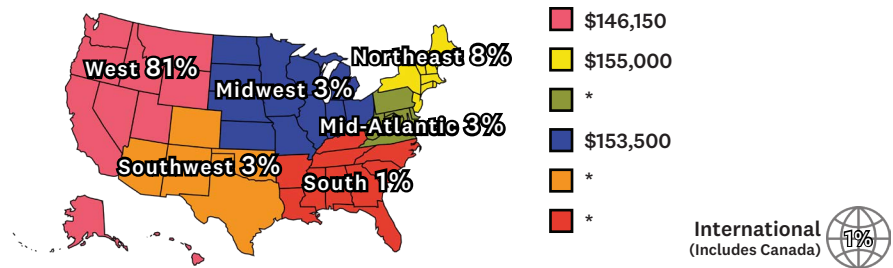 West 81%
Midwest 3%
Northeast 8%
Mid-Atlantic 3%
Southwest 3%
South 1%
$146,150
$155,000
*
$153,500
*
*
International
(Includes Canada)
1%